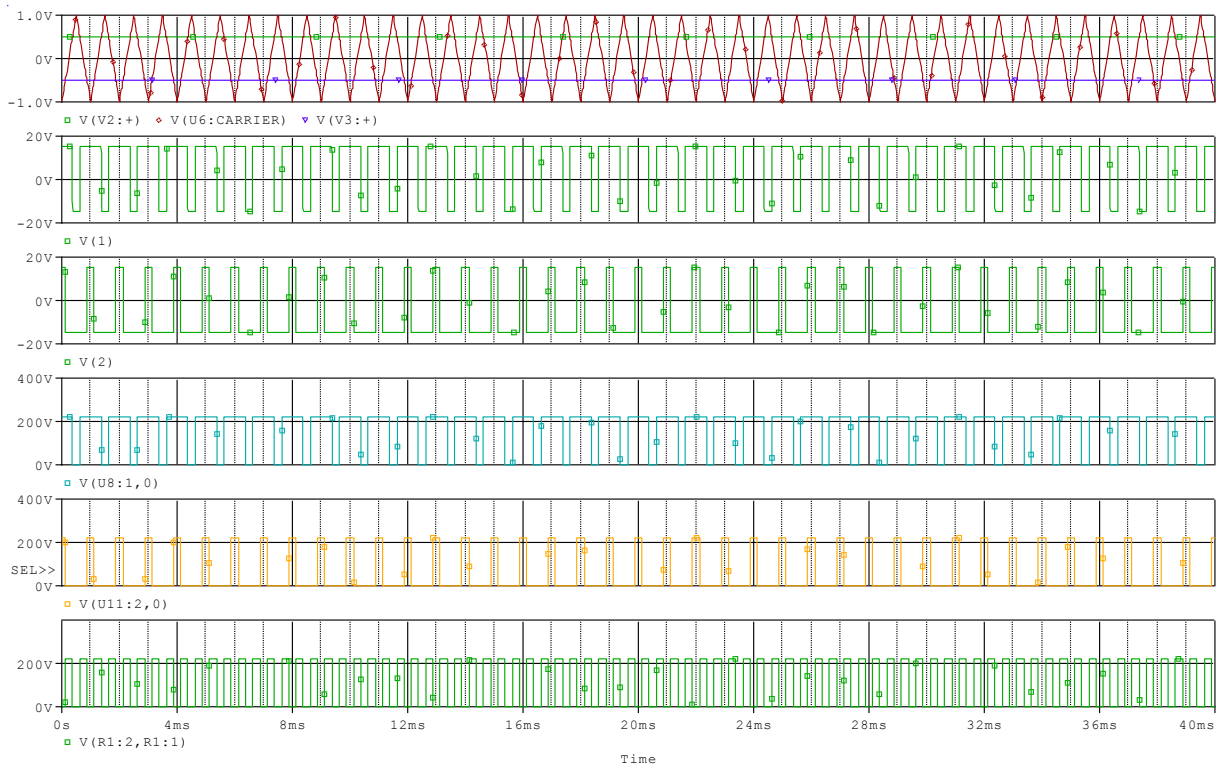 1.0V
0V
-1.0V
V(V2:+) V(U6:CARRIER) V(V3:+)
20V
0V
-20V
V(1)
20V
0V
-20V
V(2)
400V
200V
0V
V(U8:1,0)
400V
200V
SEL>>
0V
V(U11:2,0)
200V
0V
0s 4ms 8ms 12ms 16ms 20ms 24ms 28ms 32ms 36ms 40ms
V(R1:2,R1:1)
Time